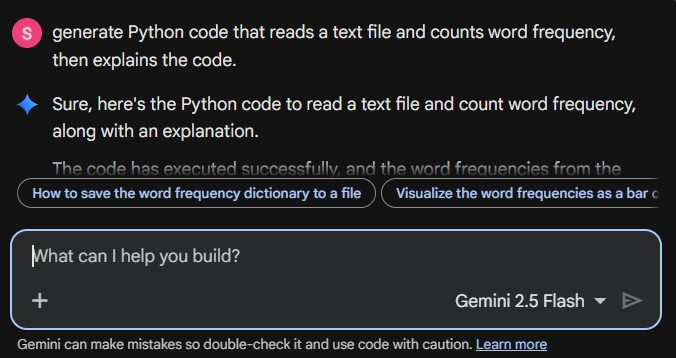 S
generate Python code that reads a text file and counts word frequency,
then explains the code.
Sure, here's the Python code to read a text file and count word frequency,
along with an explanation.
The code has executed successfully, and the word frequencies from the
How to save the word frequency dictionary to a file
Visualize the word frequencies as a bar c
What can I help you build?
Gemini 2.5 Flash
Gemini can make mistakes so double-check it and use code with caution. Learn more